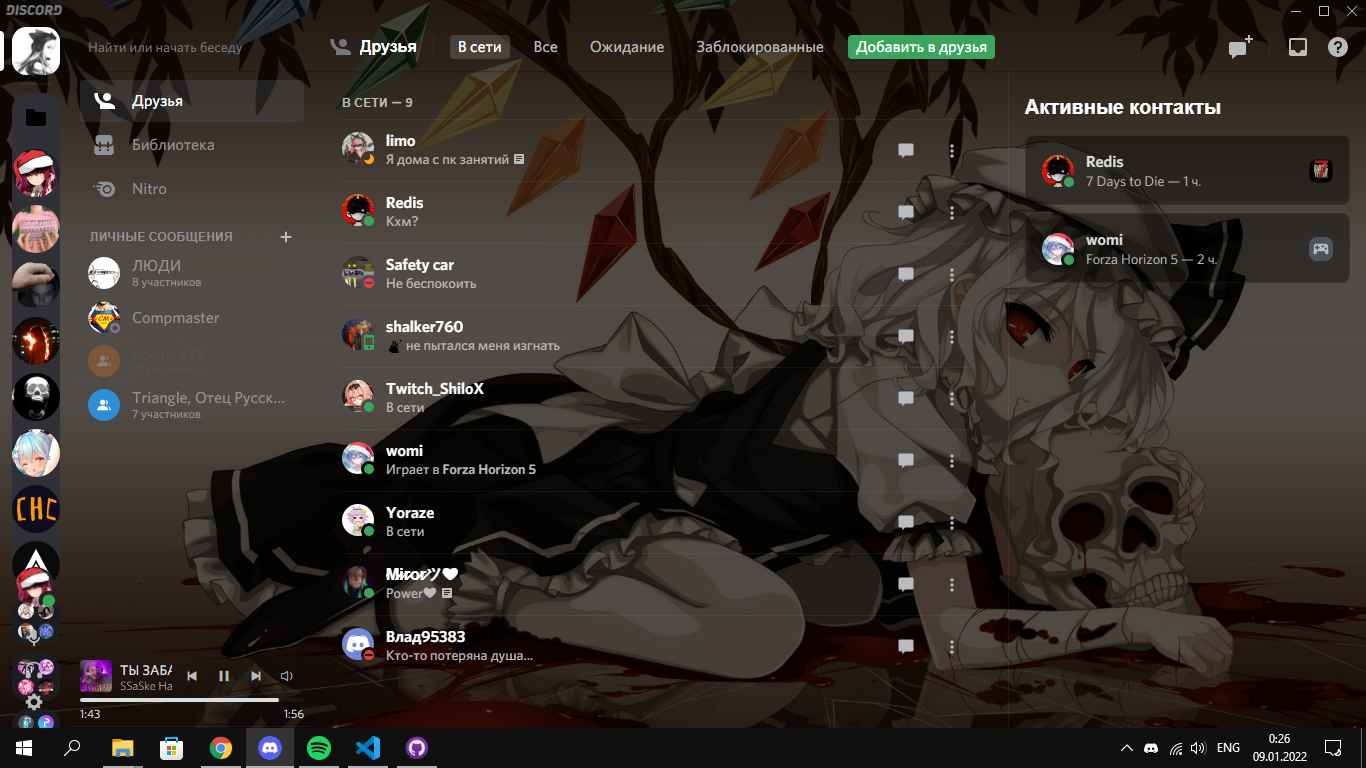 DISCORD
Найти или начать беседу
Друзья
В сети
Все
Ожидание
Заблокированные
Добавить в друзья
Друзья
Библиотека
Nitro
ЛИЧНЫЕ СООБЩЕНИЯ
ЛЮДИ
8 участников
Compmaster
Triangle, Отец Русск...
7 участников
В СЕТИ — 9
limo
Я дома с пк занятий
Redis
Кхм?
Safety car
Не беспокоить
shalker760
не пытался меня изгнать
Twitch_ShiloX
В сети
womi
Играет в Forza Horizon 5
Yoraze
В сети
Mirorツ🤍
Power🤍
Влад95383
Кто-то потеряна душа...
Активные контакты
Redis
7 Days to Die — 1 ч.
womi
Forza Horizon 5 — 2 ч.
СНС
ТЫ ЗАБА
SSaSke Ha
1:43
1:56
ENG
0:26
09.01.2022